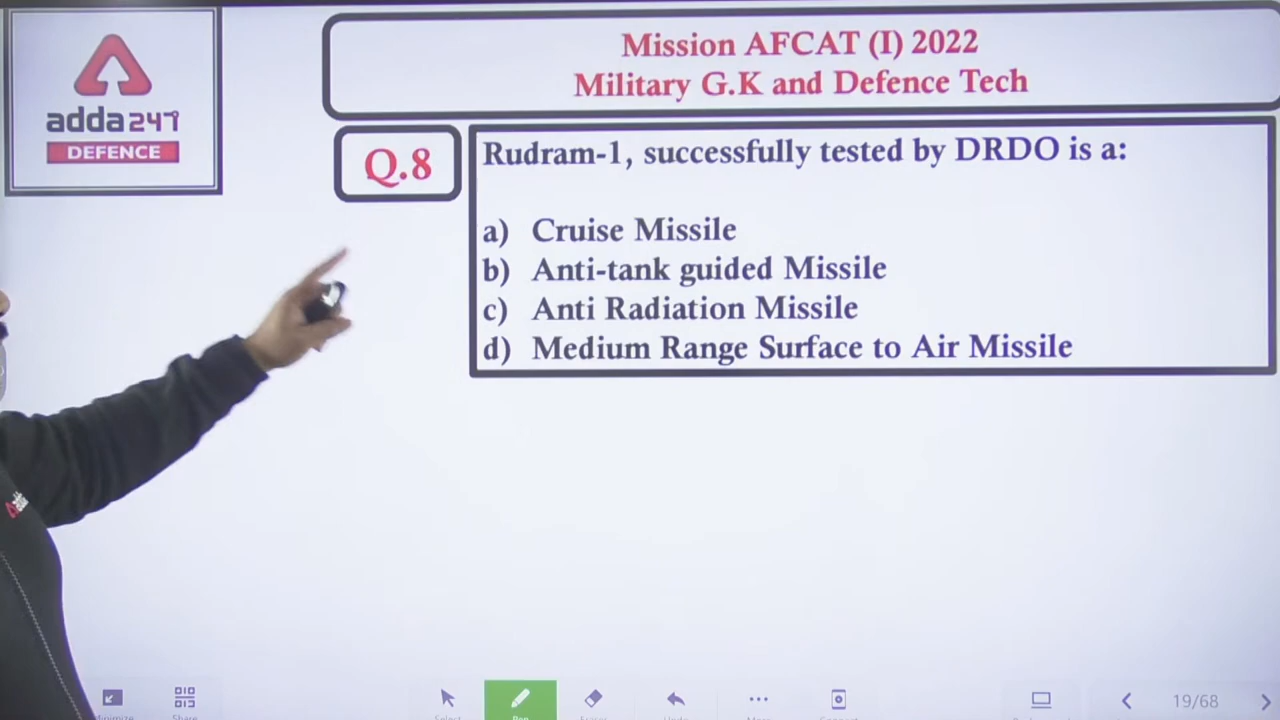 adda247
DEFENCE
Mission AFCAT (I) 2022
Military G.K and Defence Tech
Q.8
Rudram-1, successfully tested by DRDO is a:
a) Cruise Missile
b) Anti-tank guided Missile
c) Anti Radiation Missile
d) Medium Range Surface to Air Missile
19/68